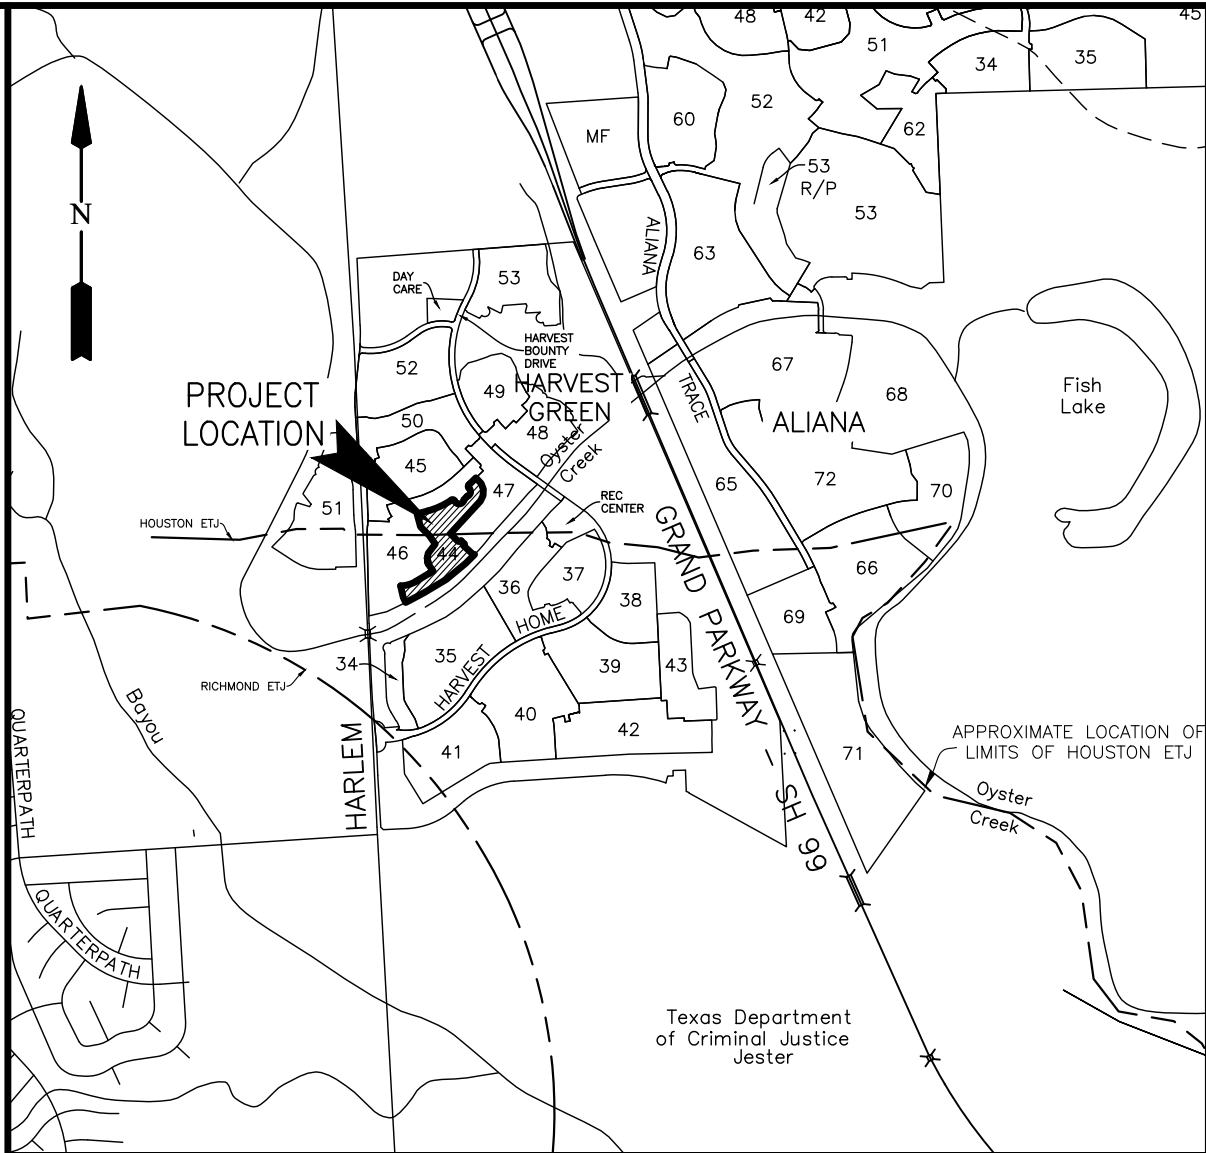 48
42
45
51
34
35
52
60
62
MF
53
R/P
53
N
ALIANA
63
DAY
CARE
53
HARVEST
BOUNTY
DRIVE
52
49
HARVEST
GREEN
67
68
Fish
Lake
TRACE
ALIANA
PROJECT
LOCATION
50
48
Oyster
Creek
45
47
65
72
70
51
REC
CENTER
HOUSTON ETJ
46
44
GRAND PARKWAY - SH 99
36
37
38
66
69
HOME
HARVEST
34
35
39
43
RICHMOND ETJ
Bayou
40
42
41
71
QUARTERPATH
HARLEM
APPROXIMATE LOCATION OF
LIMITS OF HOUSTON ETJ
Oyster
Creek
QUARTERPATH
Texas Department
of Criminal Justice
Jester